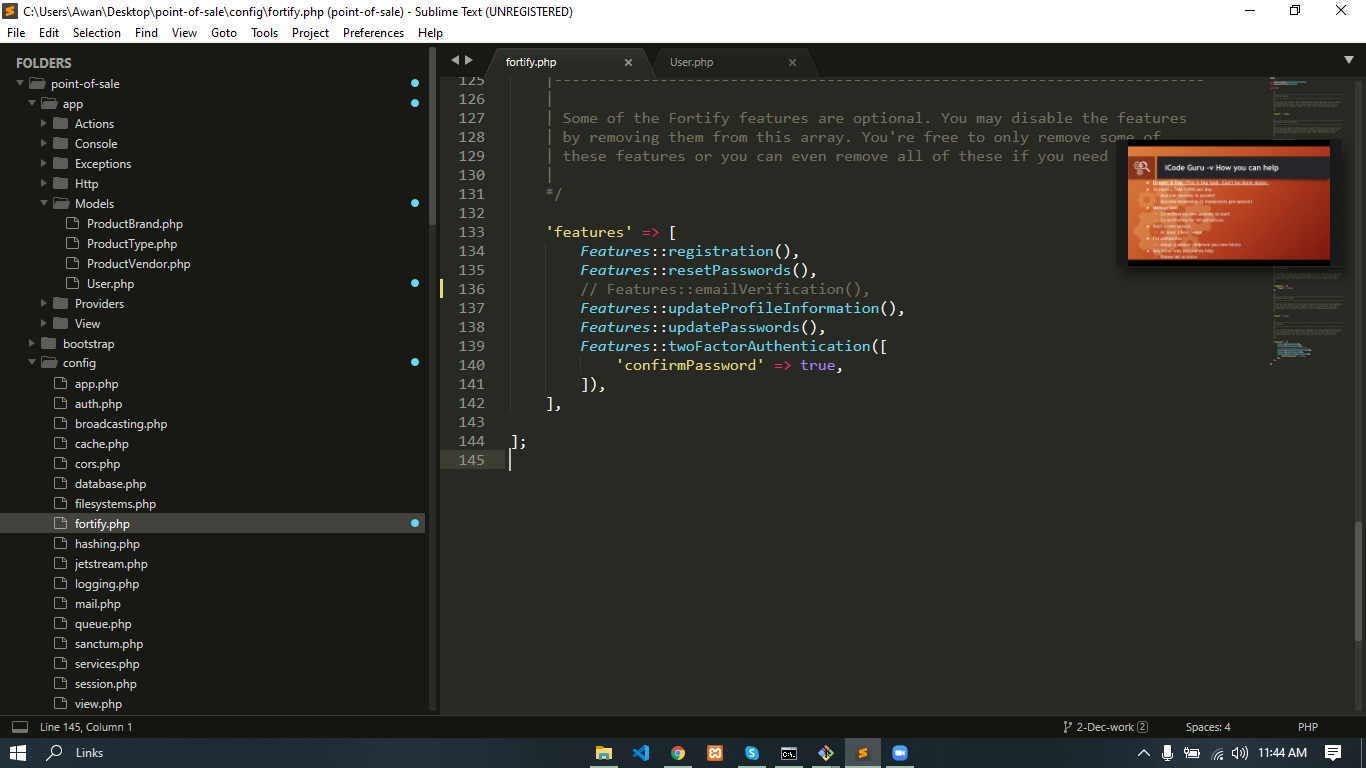 C:\Users\Awan\Desktop\point-of-sale\config\fortify.php (point-of-sale) - Sublime Text (UNREGISTERED)
File Edit Selection Find View Goto Tools Project Preferences Help
FOLDERS
point-of-sale
app
Actions
Console
Exceptions
Http
Models
ProductBrand.php
ProductType.php
ProductVendor.php
User.php
Providers
View
bootstrap
config
app.php
auth.php
broadcasting.php
cache.php
cors.php
database.php
filesystems.php
fortify.php
hashing.php
jetstream.php
logging.php
mail.php
queue.php
sanctum.php
services.php
session.php
view.php
fortify.php × User.php ×
125 |--------------------------------------------------------------------------
126 |
127 | Some of the Fortify features are optional. You may disable the features
128 | by removing them from this array. You're free to only remove some of
129 | these features or you can even remove all of these if you need
130 |
131 */
132
133 'features' => [
134 Features::registration(),
135 Features::resetPasswords(),
136 // Features::emailVerification(),
137 Features::updateProfileInformation(),
138 Features::updatePasswords(),
139 Features::twoFactorAuthentication([
140 'confirmPassword' => true,
141 ]),
142 ],
143
144 ];
145
iCode Guru -v How you can help
Line 145, Column 1 2-Dec-work 2 Spaces: 4 PHP
Links 11:44 AM